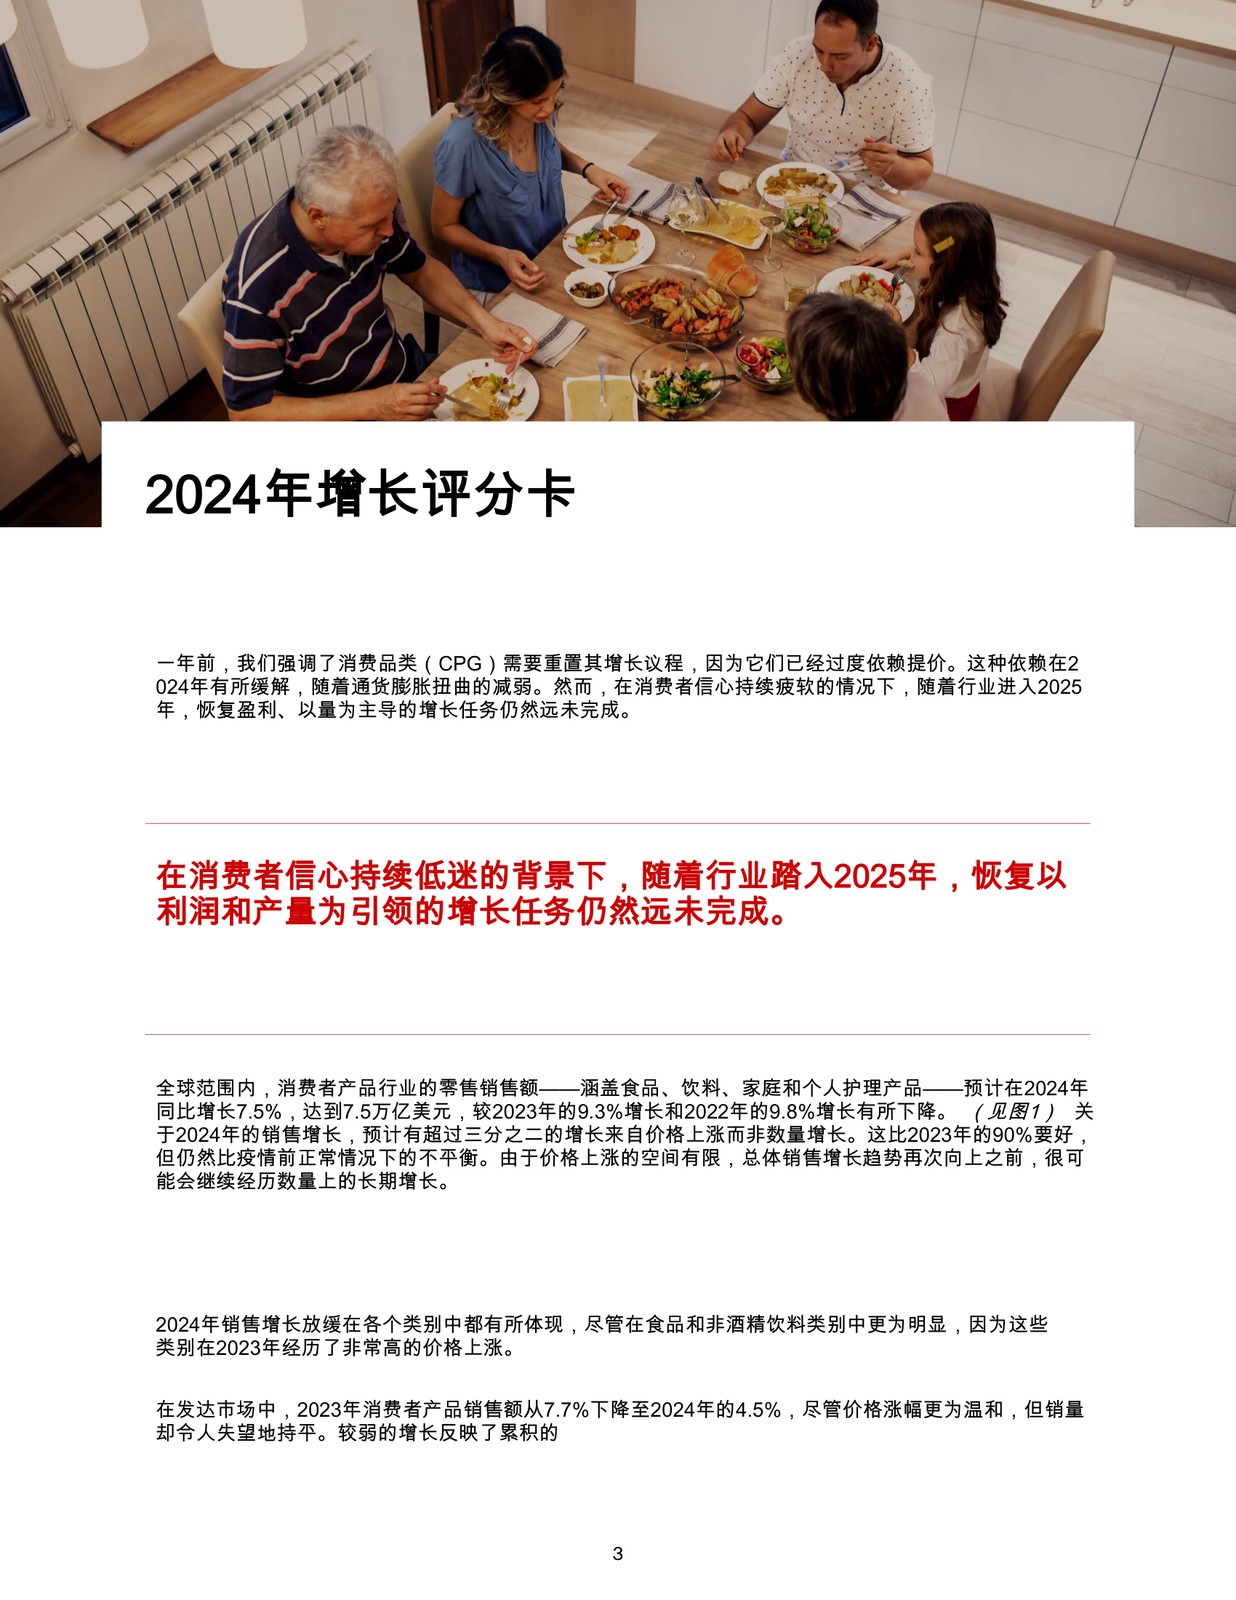 2024年增长评分卡
一年前，我们强调了消费品类（CPG）需要重置其增长议程，因为它们已经过度依赖提价。这种依赖在2
024年有所缓解，随着通货膨胀扭曲的减弱。然而，在消费者信心持续疲软的情况下，随着行业进入2025
年，恢复盈利、以量为主导的增长任务仍然远未完成。
在消费者信心持续低迷的背景下，随着行业踏入2025年，恢复以
利润和产量为引领的增长任务仍然远未完成。
全球范围内，消费者产品行业的零售销售额——涵盖食品、饮料、家庭和个人护理产品——预计在2024年
同比增长7.5%，达到7.5万亿美元，较2023年的9.3%增长和2022年的9.8%增长有所下降。 （见图1） 关
于2024年的销售增长，预计有超过三分之二的增长来自价格上涨而非数量增长。这比2023年的90%要好，
但仍然比疫情前正常情况下的不平衡。由于价格上涨的空间有限，总体销售增长趋势再次向上之前，很可
能会继续经历数量上的长期增长。
2024年销售增长放缓在各个类别中都有所体现，尽管在食品和非酒精饮料类别中更为明显，因为这些
类别在2023年经历了非常高的价格上涨。
在发达市场中，2023年消费者产品销售额从7.7%下降至2024年的4.5%，尽管价格涨幅更为温和，但销量
却令人失望地持平。较弱的增长反映了累积的
3